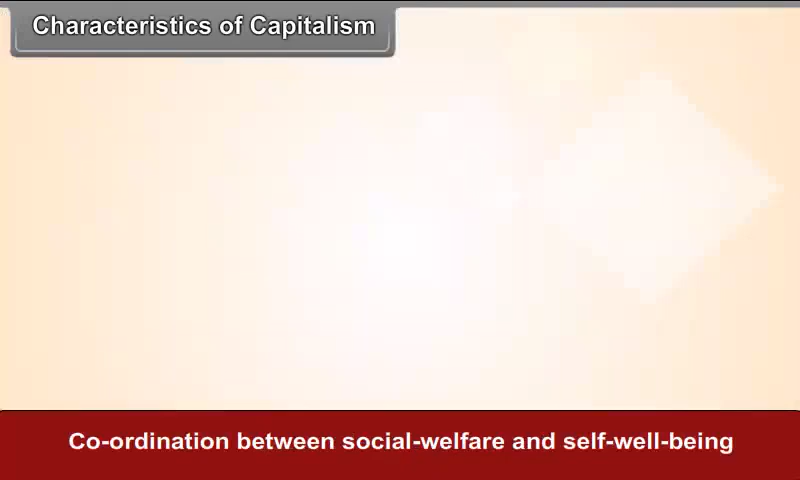 Characteristics of Capitalism
Co-ordination between social-welfare and self-well-being